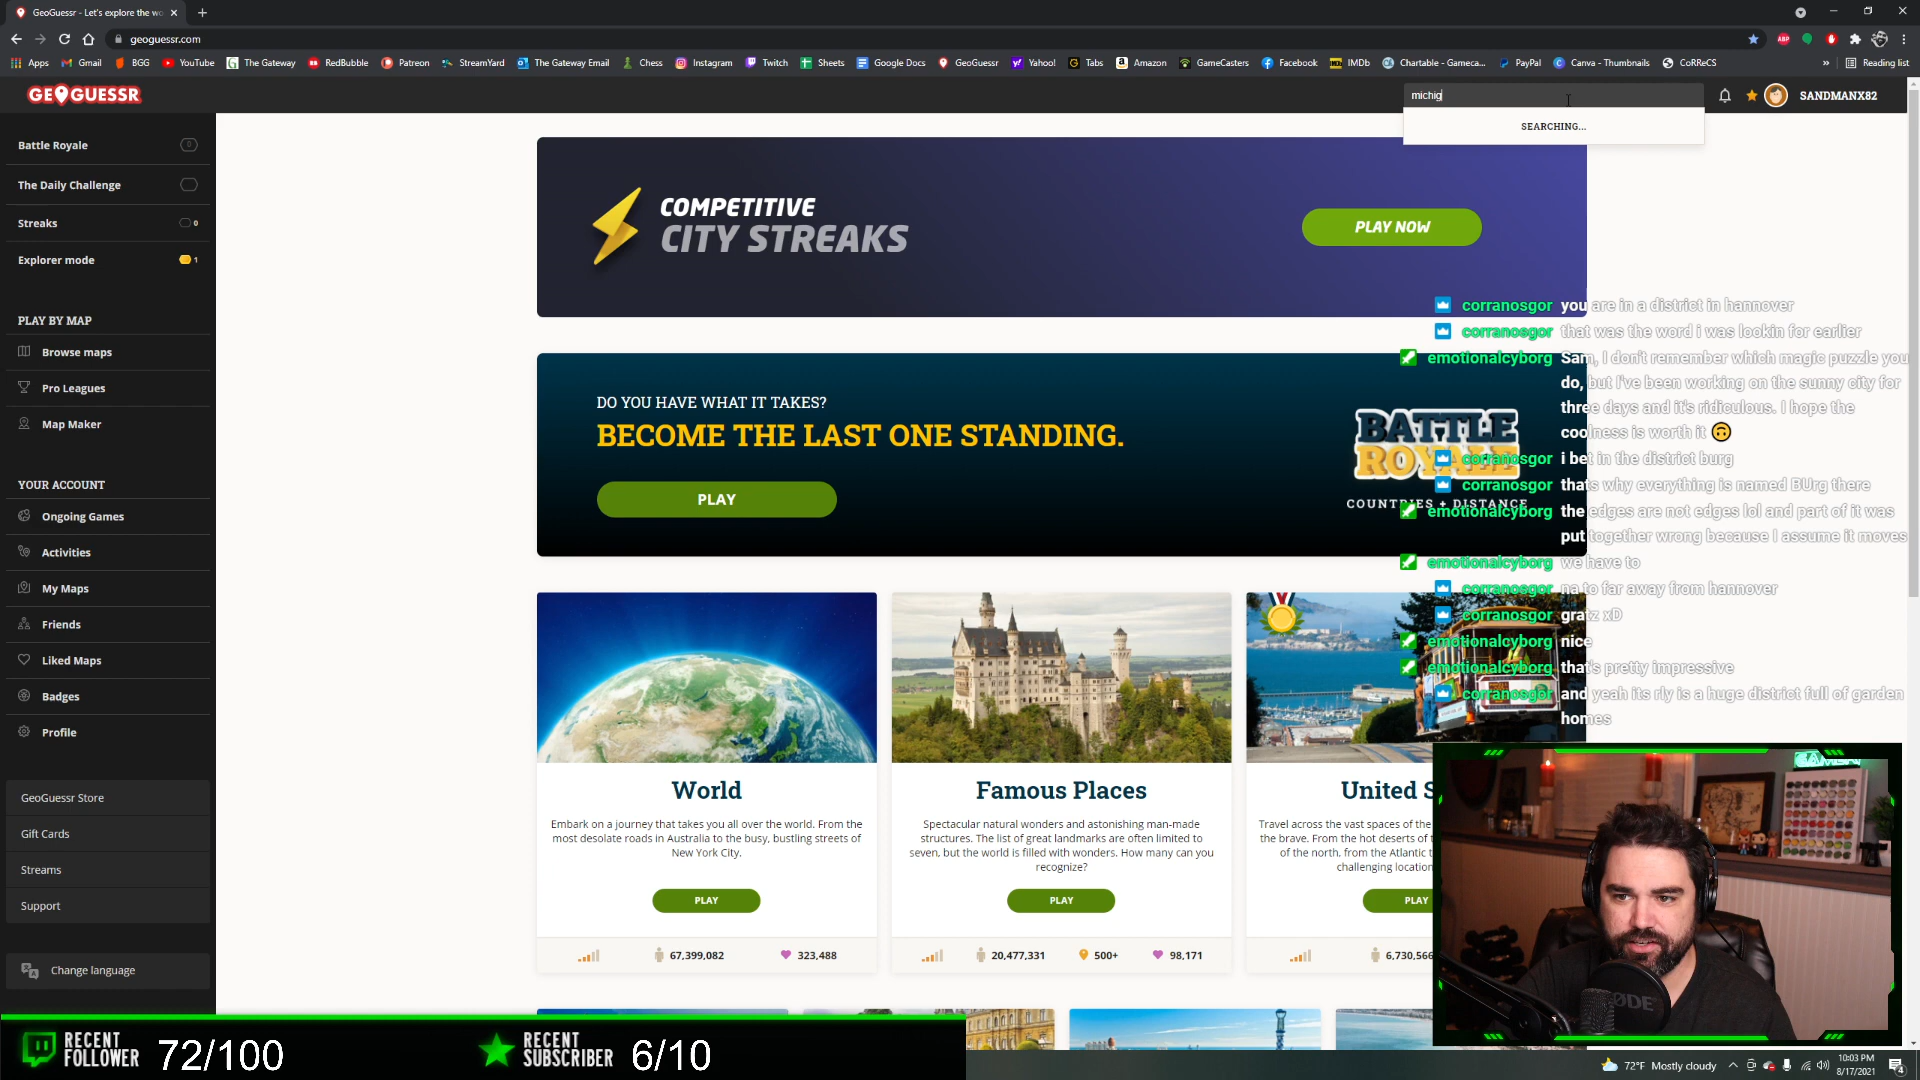 GeoGuessr - Let's explore the wo
geoguessr.com
Apps
Gmail
BGG
YouTube
The Gateway
RedBubble
Patreon
StreamYard
The Gateway Email
Chess
Instagram
Twitch
Sheets
Google Docs
GeoGuessr
Yahoo!
Tabs
Amazon
GameCasters
Facebook
IMDb
Chartable - Gameca...
PayPal
Canva - Thumbnails
CoRReCS
»
Reading list
GEOGUESSR
michig
SANDMANX82
SEARCHING...
Battle Royale 0
The Daily Challenge
Streaks 0
Explorer mode 1
PLAY BY MAP
Browse maps
Pro Leagues
Map Maker
YOUR ACCOUNT
Ongoing Games
Activities
My Maps
Friends
Liked Maps
Badges
Profile
GeoGuessr Store
Gift Cards
Streams
Support
Change language
COMPETITIVE
CITY STREAKS
PLAY NOW
DO YOU HAVE WHAT IT TAKES?
BECOME THE LAST ONE STANDING.
PLAY
BATTLE
ROYALE
COUNTRIES + DISTANCE
corranosgor you are in a district in hannover
corranosgor that was the word i was lookin for earlier
emotionalcyborg Sam, I don't remember which magic puzzle you
do, but I've been working on the sunny city for
three days and it's ridiculous. I hope the
coolness is worth it
corranosgor i bet in the district burg
corranosgor thats why everything is named BUrg there
emotionalcyborg the edges are not edges lol and part of it was
put together wrong because I assume it moves
emotionalcyborg we have to
corranosgor na to far away from hannover
corranosgor gratz xD
emotionalcyborg nice
emotionalcyborg that's pretty impressive
corranosgor and yeah its rly is a huge district full of garden
homes
World
Embark on a journey that takes you all over the world. From the
most desolate roads in Australia to the busy, bustling streets of
New York City.
PLAY
67,399,082
323,488
Famous Places
Spectacular natural wonders and astonishing man-made
structures. The list of great landmarks are often limited to
seven, but the world is filled with wonders. How many can you
recognize?
PLAY
20,477,331
500+
98,171
United S
Travel across the vast spaces of the
the brave. From the hot deserts of
of the north, from the Atlantic t
challenging location
PLAY
6,730,566
RØDE
RECENT
FOLLOWER 72/100
RECENT
SUBSCRIBER 6/10
72°F Mostly cloudy
10:03 PM
8/17/2021
4